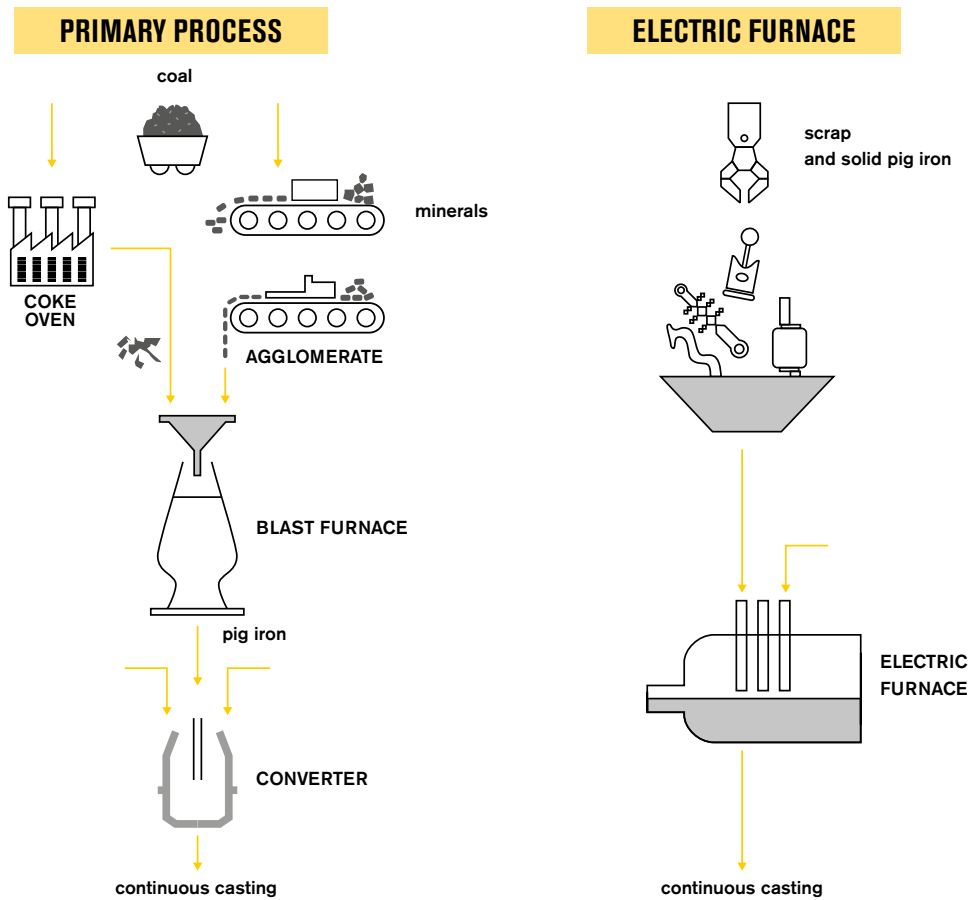 PRIMARY PROCESS
coal
minerals
COKE
OVEN
AGGLOMERATE
BLAST FURNACE
pig iron
CONVERTER
continuous casting
ELECTRIC FURNACE
scrap
and solid pig iron
ELECTRIC
FURNACE
continuous casting